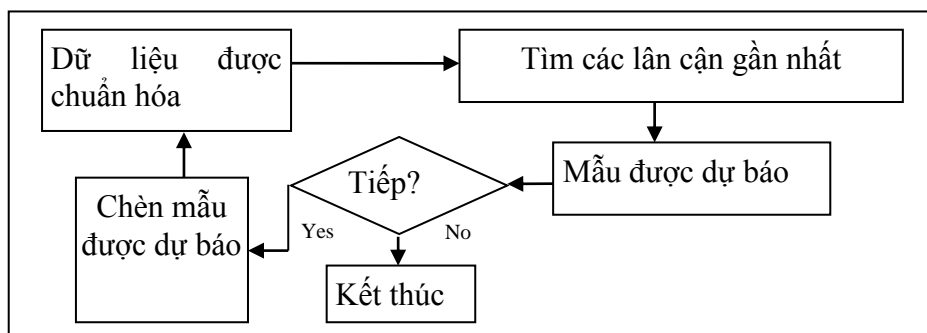 Dữ liệu được
chuẩn hóa
Tìm các lân cận gần nhất
Mẫu được dự báo
Tiếp?
Chèn mẫu
được dự báo
Yes
No
Kết thúc